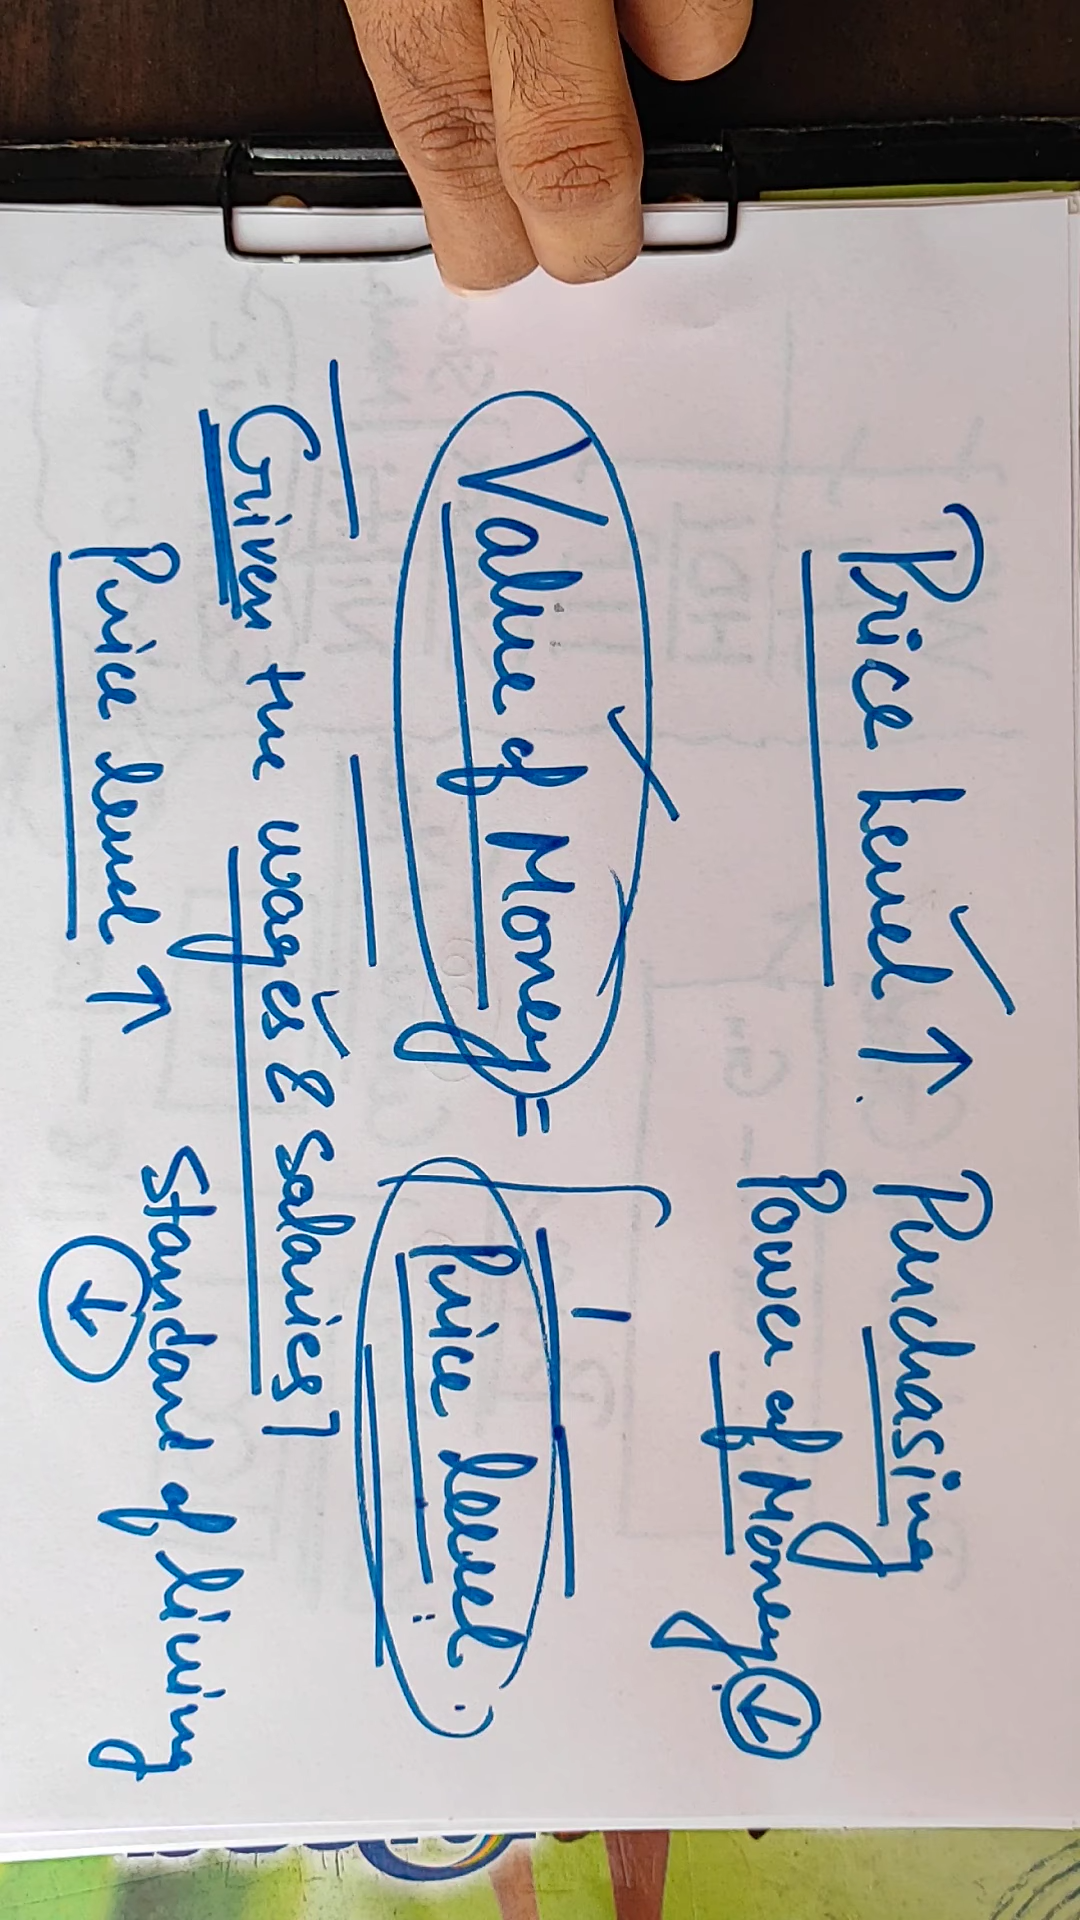 Price Level ↑ Purchasing
Power of Money ↓
Value of Money = 1
Price level
Given the wages & Salaries]
Price level ↑ Standard of living
↓